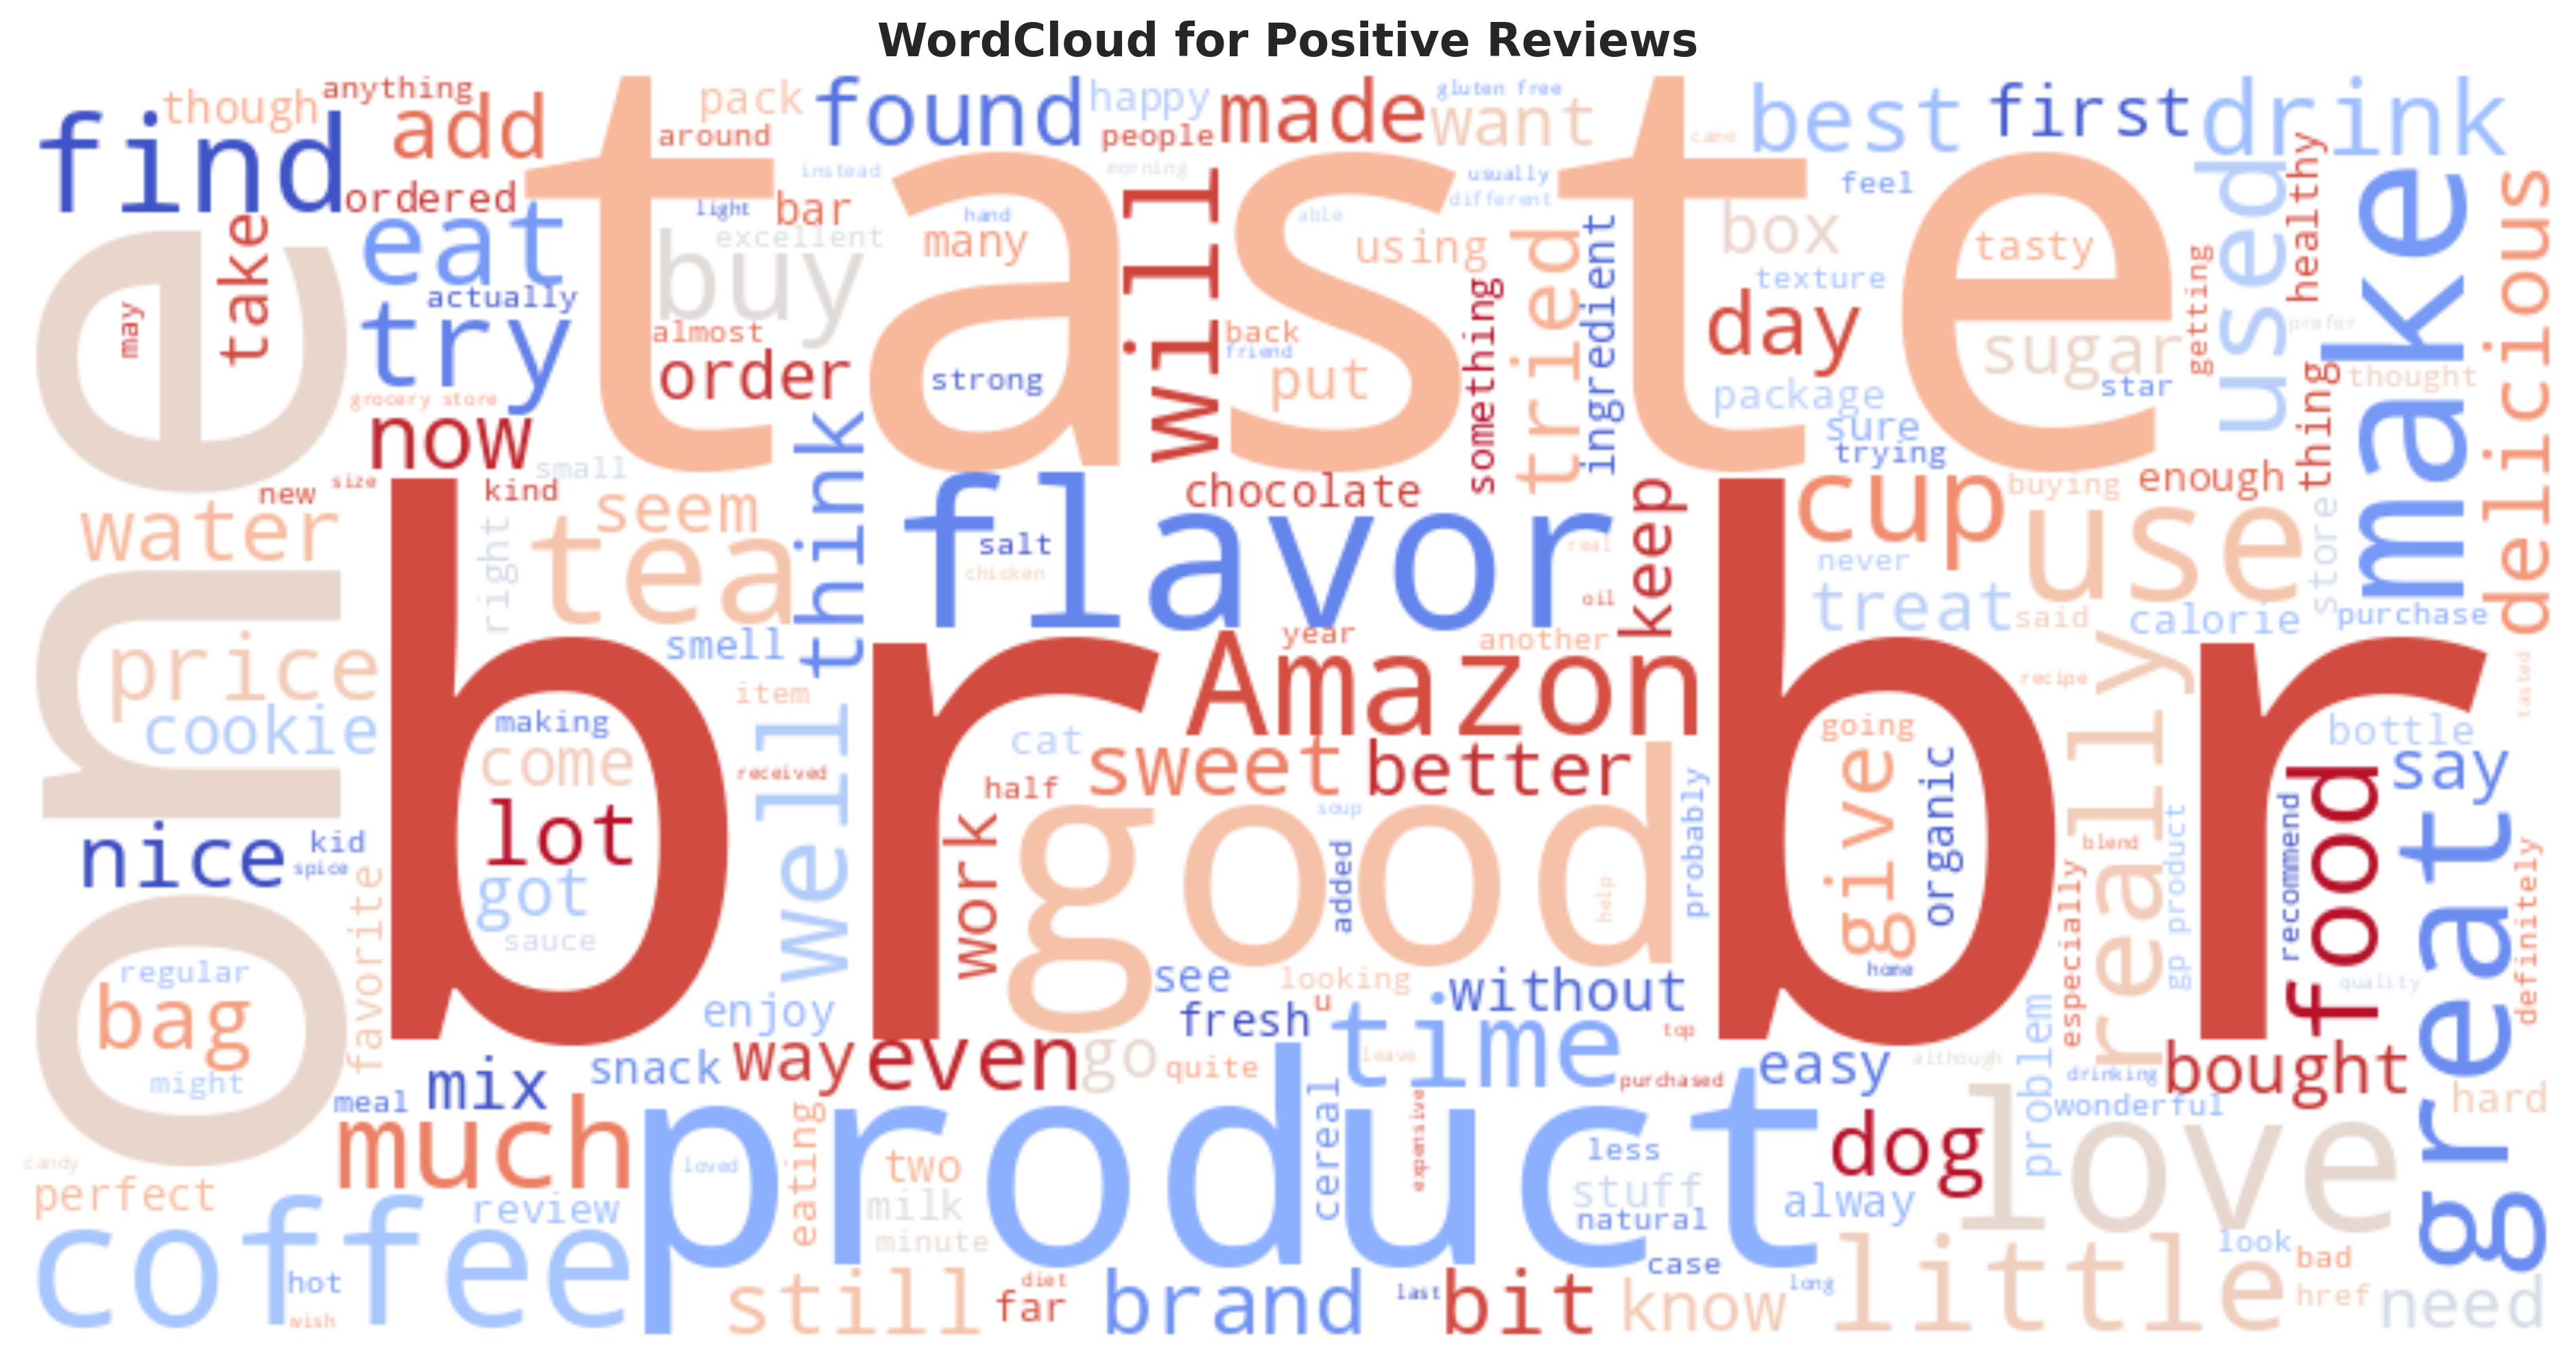 WordCloud for Positive Reviews
though
anything
add
find
ordered
take
eat
actually
try
may
now
grocery store
taste
pack
around
found
happy
people
made
gluten free
want
instead
morning
light
bar
excellent
buy
hand
many
able
using
usually
different
almost
order
strong
will
back
friend
put
something
tried
ingredient
came
best
first
drink
feel
box
tasty
texture
day
sugar
star
package
sure
trying
getting
used
healthy
prefer
thing
thought
make
delicious
one
small
new
size
kind
water
seem
right
tea
think
flavor
chocolate
salt
chicken
real
oil
keep
cup
buying
enough
use
never
treat
said
calorie
store
purchase
price
cookie
smell
year
another
Amazon
br br
making
come
lot
got
sauce
item
received
well
cat
half
sweet
better
work
good
soup
added
help
probably
going
give
organic
home
recipe
really
tasted
bottle
say
food
recommend
great
blend
gp product
especially
quality
definitely
nice
kid
spice
favorite
regular
bag
might
enjoy
see
looking
without
fresh
u
time
top
leave
purchased
easy
although
problem
drinking
wonderful
bought
hard
meal
mix
snack
way
even
go
quite
much
product
loved
eating
two
milk
minute
cereal
expensive
less
stuff
natural
alway
dog
love
candy
perfect
coffee
review
hot
wish
still
diet
far
brand
last
bit
case
know
long
little
look
bad
href
need